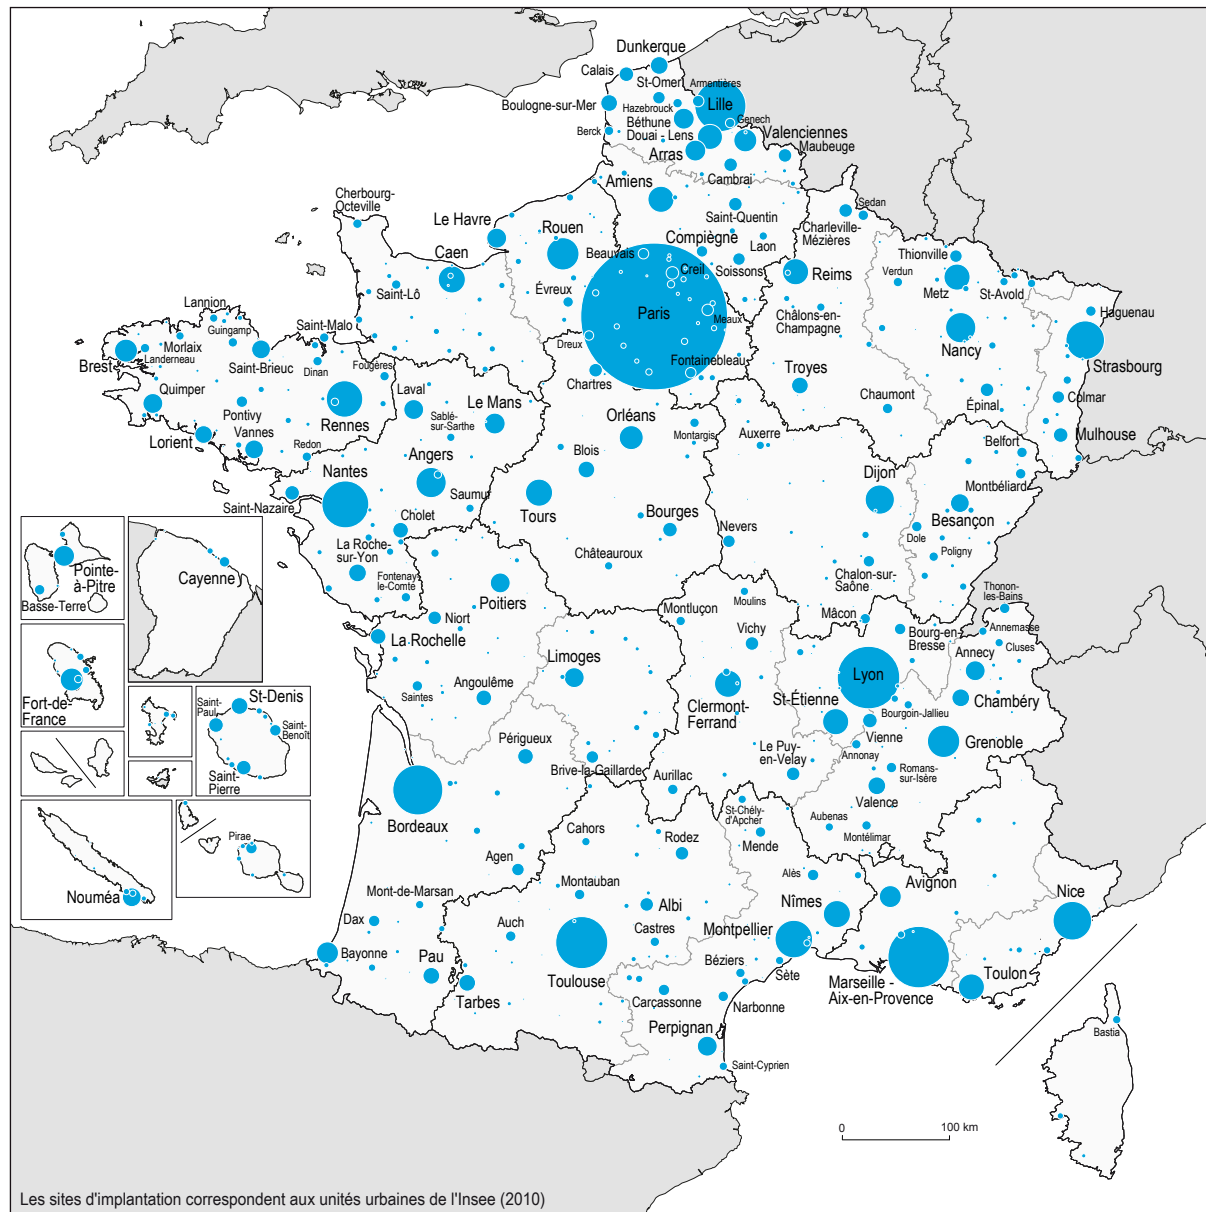 Dunkerque
Calais
St-Omer
Armentières
Boulogne-sur-Mer
Hazebrouck
Lille
Béthune
Genech
Berck
Douai - Lens
Valenciennes
Arras
Maubeuge
Cambrai
Amiens
Cherbourg-
Octeville
Saint-Quentin
Sedan
Le Havre
Rouen
Charleville-
Mézières
Compiègne
Laon
Caen
Beauvais
Creil
Soissons
Reims
Thionville
Verdun
Metz
St-Avold
Saint-Lô
Évreux
Paris
Meaux
Châlons-en-
Champagne
Haguenau
Lannion
Guingamp
Saint-Malo
Dreux
Nancy
Strasbourg
Morlaix
Landerneau
Brest
Saint-Brieuc
Dinan
Fougères
Fontainebleau
Chartres
Troyes
Quimper
Laval
Chaumont
Épinal
Colmar
Pontivy
Rennes
Sablé-
sur-Sarthe
Le Mans
Orléans
Montargis
Auxerre
Mulhouse
Lorient
Vannes
Redon
Belfort
Angers
Blois
Nantes
Dijon
Montbéliard
Saint-Nazaire
Saumur
Tours
Besançon
Cholet
Bourges
Nevers
Dole
Poligny
La Roche-
sur-Yon
Châteauroux
Chalon-sur-
Saône
Pointe-
à-Pitre
Basse-Terre
Cayenne
Fontenay-
le-Comté
Poitiers
Moulins
Thonon-
les-Bains
Niort
Montluçon
Mâcon
Bourg-en-
Bresse
Annemasse
La Rochelle
Vichy
Cluses
Annecy
Limoges
Lyon
Fort-de-
France
Saintes
Angoulême
Clermont-
Ferrand
St-Étienne
Bourgoin-Jallieu
Chambéry
St-Denis
Saint-
Paul
Saint-
Benoît
Saint-
Pierre
Périgueux
Vienne
Grenoble
Le Puy-
en-Velay
Annonay
Brive-la-Gaillarde
Aurillac
Romans-
sur-Isère
Valence
Bordeaux
St-Chély-
d'Apcher
Aubenas
Montélimar
Pirae
Cahors
Rodez
Mende
Agen
Nouméa
Mont-de-Marsan
Montauban
Alès
Avignon
Nice
Dax
Auch
Albi
Nîmes
Castres
Montpellier
Bayonne
Pau
Toulouse
Béziers
Sète
Marseille -
Aix-en-Provence
Toulon
Tarbes
Carcassonne
Narbonne
Perpignan
Bastia
Saint-Cyprien
0
100 km
Les sites d'implantation correspondent aux unités urbaines de l'Insee (2010)